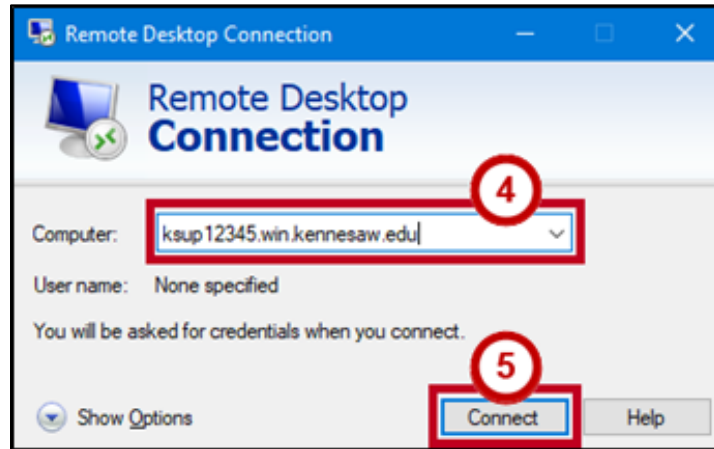 Remote Desktop Connection
Remote Desktop
Connection
4
Computer: ksup12345.win.kennesaw.edu
User name: None specified
You will be asked for credentials when you connect.
5
Show Options Connect Help